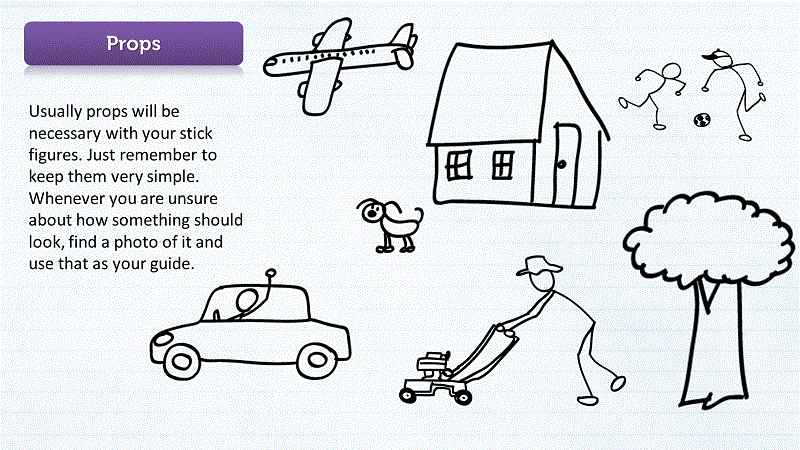 Props
Usually props will be
necessary with your stick
figures. Just remember to
keep them very simple.
Whenever you are unsure
about how something should
look, find a photo of it and
use that as your guide.